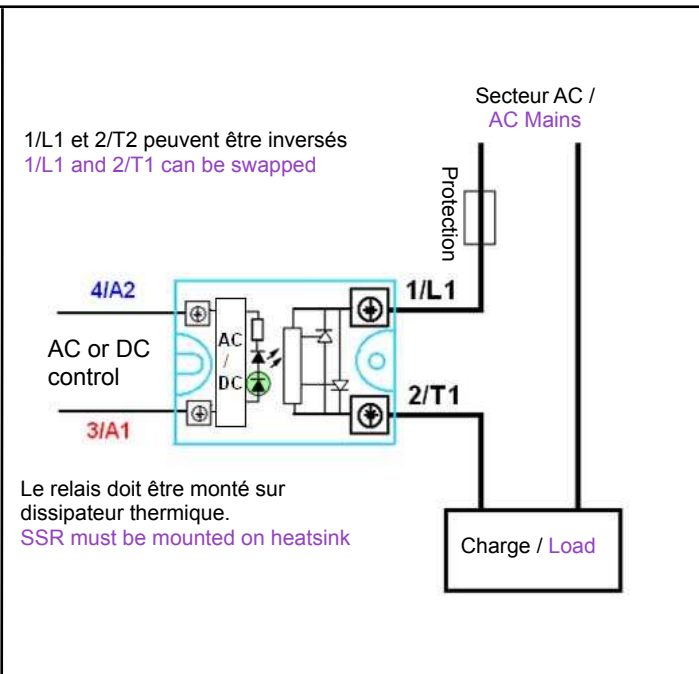 Secteur AC /
AC Mains
1/L1 et 2/T2 peuvent être inversés
1/L1 and 2/T1 can be swapped
Protection
4/A2
1/L1
AC or DC
control
AC
/
DC
2/T1
3/A1
Le relais doit être monté sur
dissipateur thermique.
SSR must be mounted on heatsink
Charge / Load